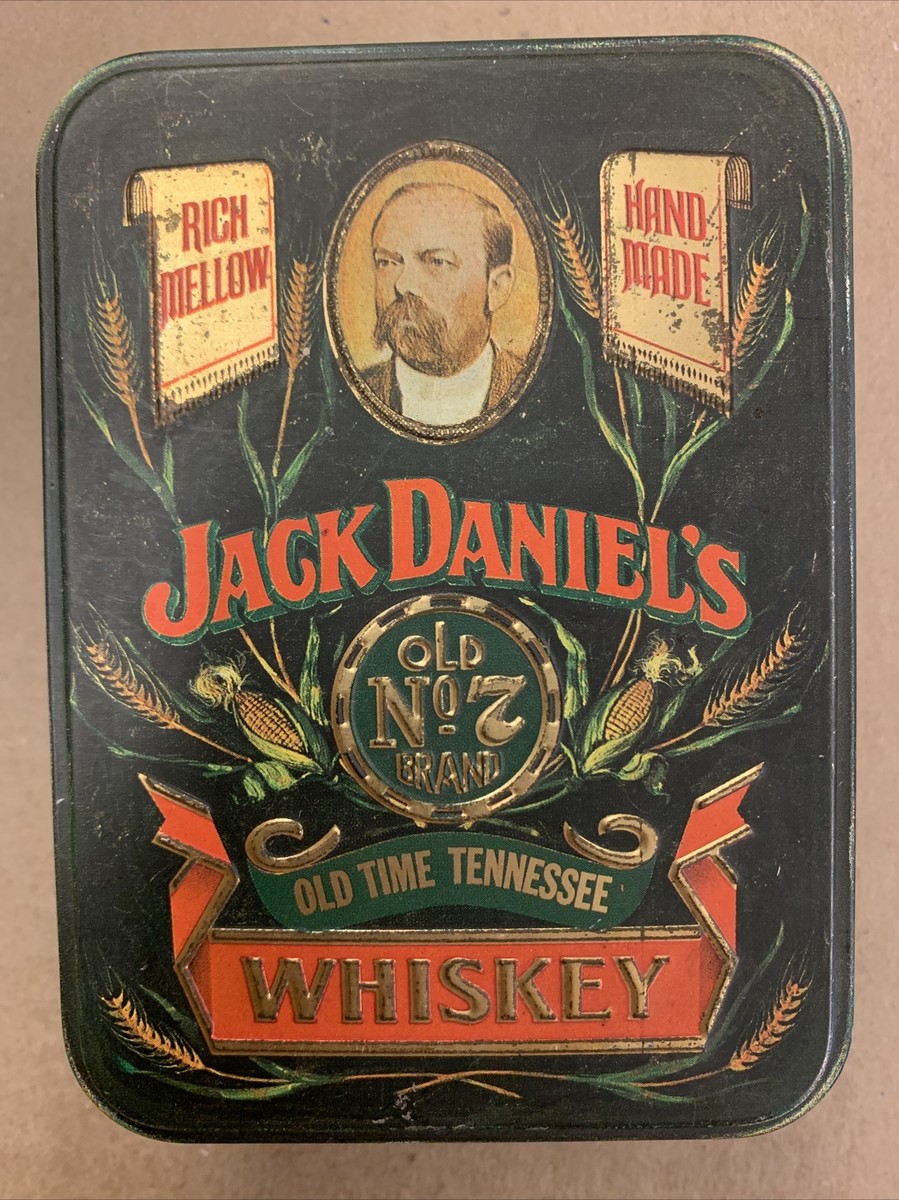 RICH
MELLOW
HAND
MADE
JACK DANIEL'S
OLD
Nº 7
BRAND
OLD TIME TENNESSEE
WHISKEY